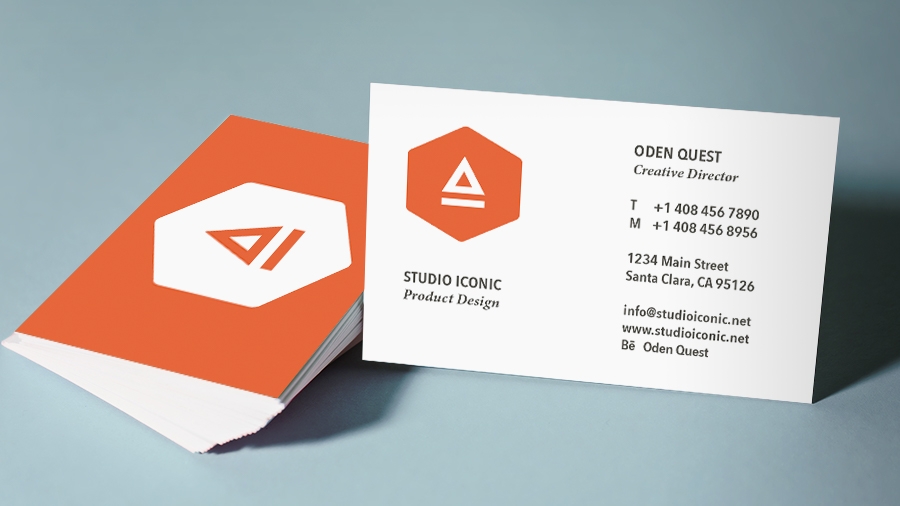 STUDIO ICONIC
Product Design
ODEN QUEST
Creative Director
T +1 408 456 7890
M +1 408 456 8956
1234 Main Street
Santa Clara, CA 95126
info@studioiconic.net
www.studioiconic.net
Bē Oden Quest